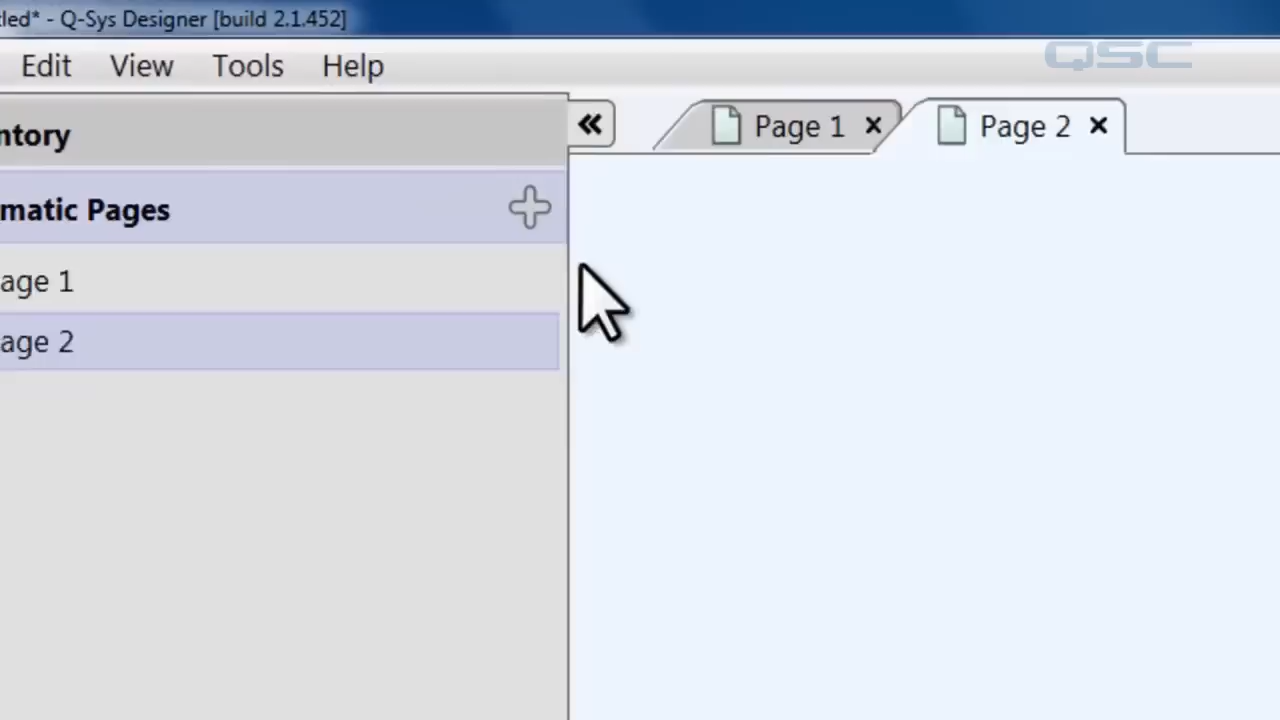 tled* - Q-Sys Designer [build 2.1.452]
QSC
Edit View Tools Help
ntory
Page 1 Page 2
matic Pages
age 1
age 2